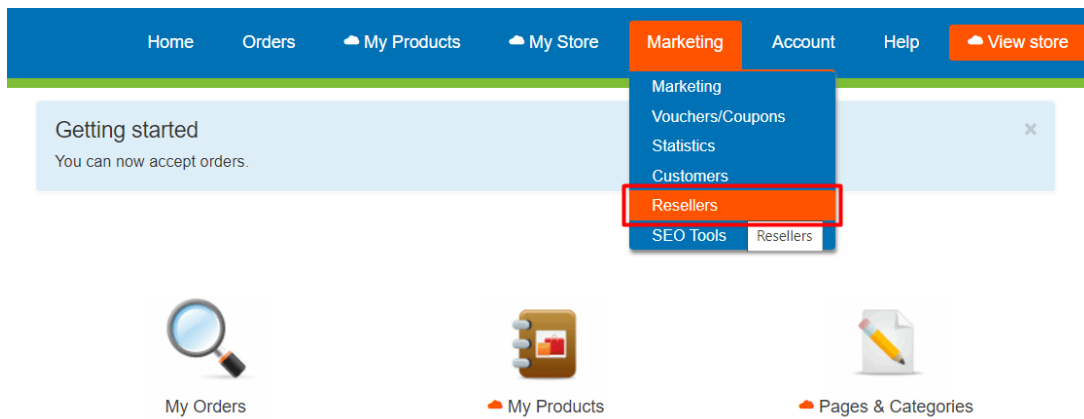 Home Orders My Products My Store Marketing Account Help View store
Marketing
Vouchers/Coupons
Statistics
Customers
Resellers
SEO Tools Resellers
Getting started ×
You can now accept orders.
My Orders My Products Pages & Categories